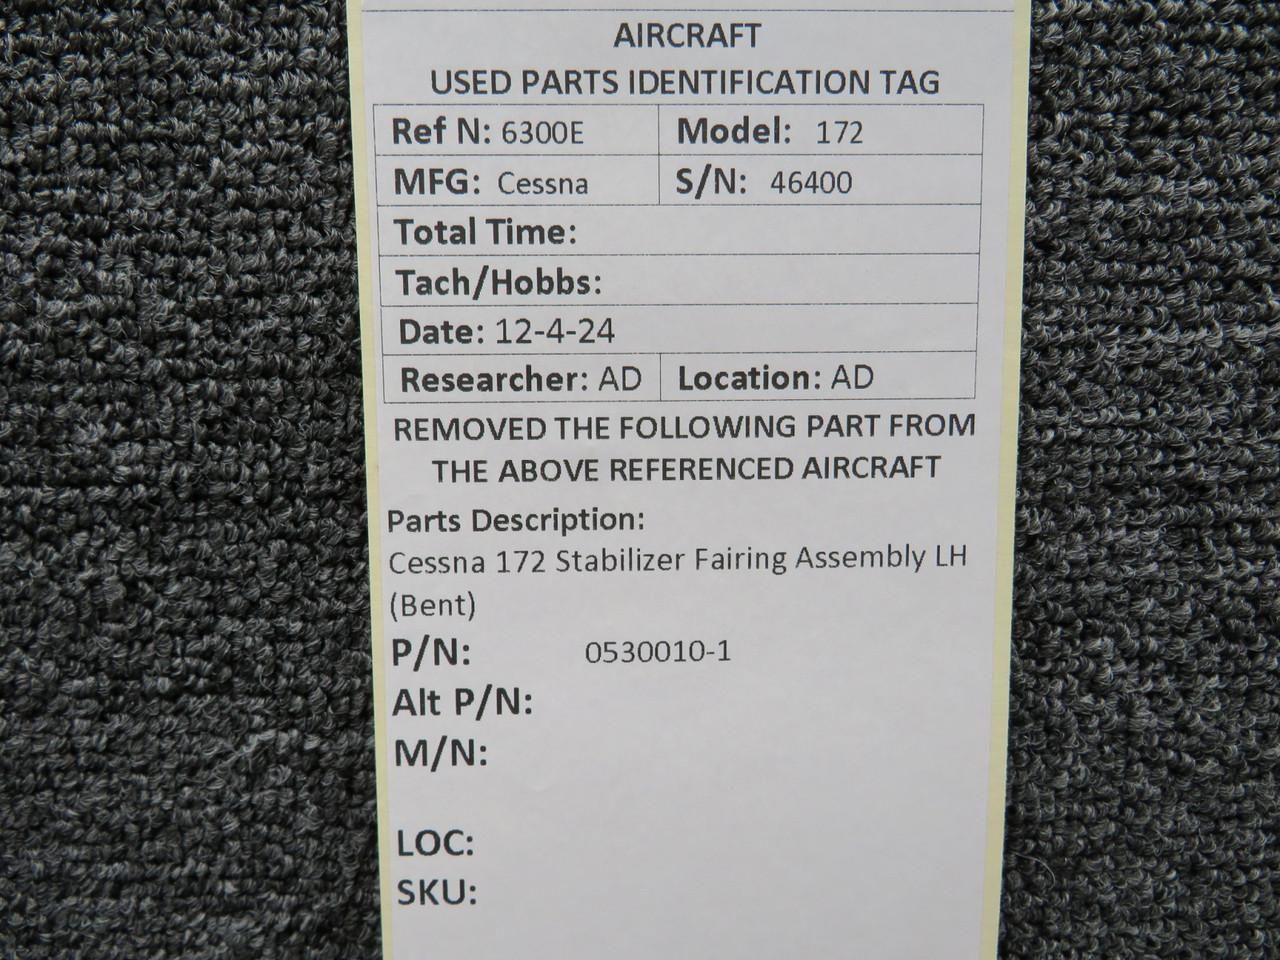 AIRCRAFT
USED PARTS IDENTIFICATION TAG
Ref N: 6300E Model: 172
MFG: Cessna S/N: 46400
Total Time:
Tach/Hobbs:
Date: 12-4-24
Researcher: AD Location: AD
REMOVED THE FOLLOWING PART FROM
THE ABOVE REFERENCED AIRCRAFT
Parts Description:
Cessna 172 Stabilizer Fairing Assembly LH
(Bent)
P/N: 0530010-1
Alt P/N:
M/N:
LOC:
SKU: